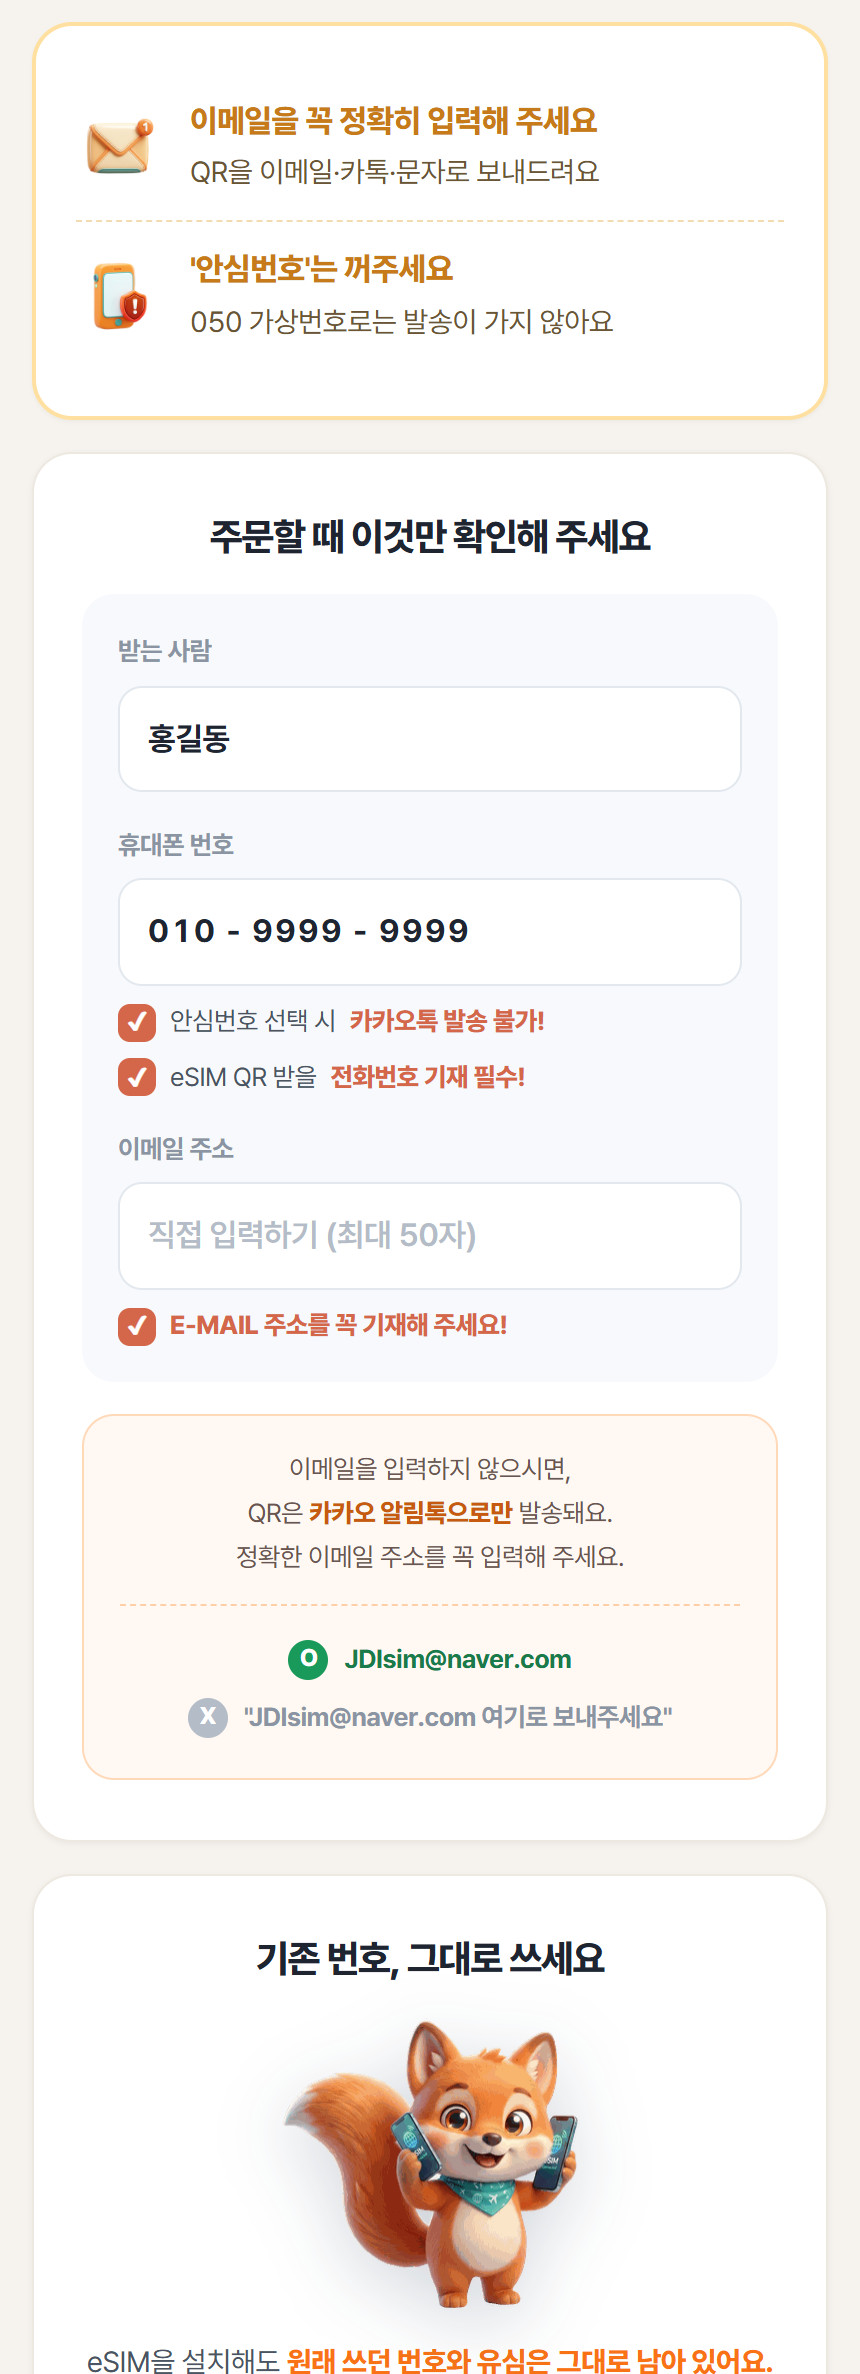 이메일을 꼭 정확히 입력해 주세요
QR을 이메일·카톡·문자로 보내드려요
'안심번호'는 꺼주세요
050 가상번호로는 발송이 가지 않아요
주문할 때 이것만 확인해 주세요
받는 사람
홍길동
휴대폰 번호
010 - 9999 - 9999
안심번호 선택 시 카카오톡 발송 불가!
eSIM QR 받을 전화번호 기재 필수!
이메일 주소
직접 입력하기 (최대 50자)
E-MAIL 주소를 꼭 기재해 주세요!
이메일을 입력하지 않으시면,
QR은 카카오 알림톡으로만 발송돼요.
정확한 이메일 주소를 꼭 입력해 주세요.
O JDIsim@naver.com
X "JDIsim@naver.com 여기로 보내주세요"
기존 번호, 그대로 쓰세요
eSIM을 설치해도 원래 쓰던 번호와 유심은 그대로 남아 있어요.